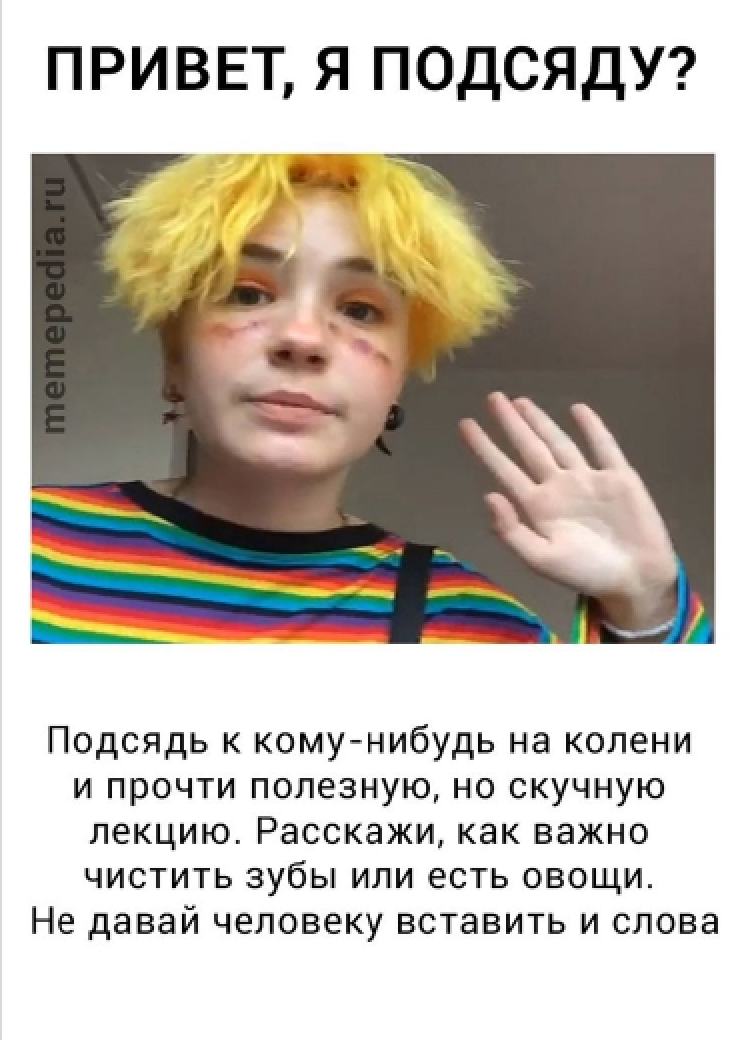 ПРИВЕТ, Я ПОДСЯДУ?
memepedia.ru
Подсядь к кому-нибудь на колени
и прочти полезную, но скучную
лекцию. Расскажи, как важно
чистить зубы или есть овощи.
Не давай человеку вставить и слова